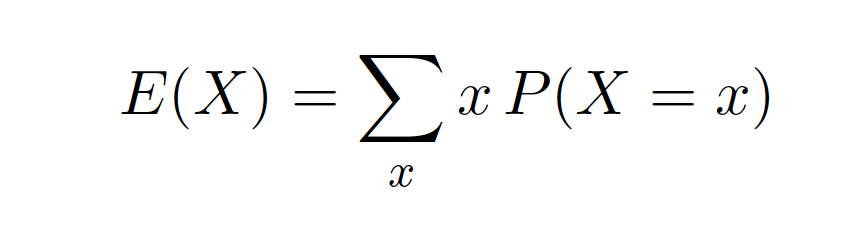 E(X) = ∑ₓ x P(X = x)